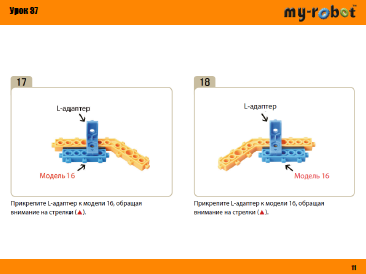 Урок 37
my-robot
17
L-адаптер
Модель 16
Прикрепите L-адаптер к модели 16, обращая
внимание на стрелки (▲).
18
L-адаптер
Модель 16
Прикрепите L-адаптер к модели 16, обращая
внимание на стрелки (▲).
11